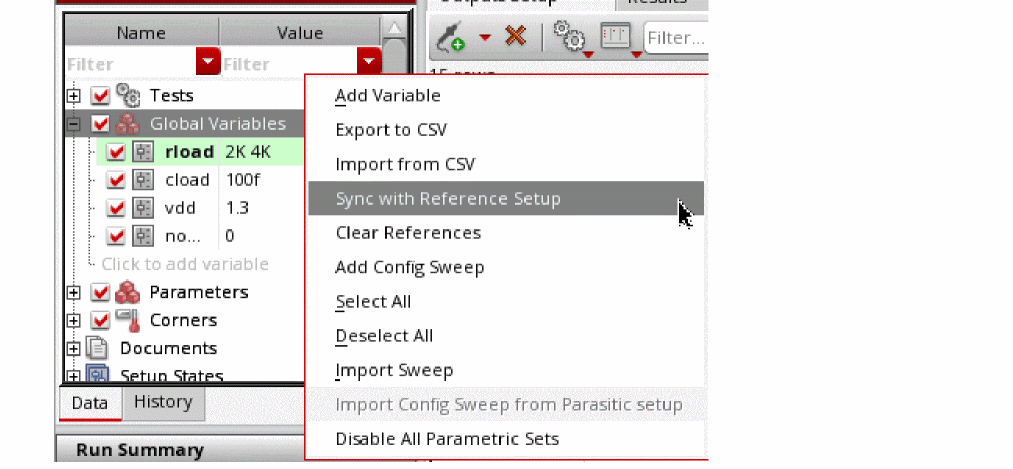 Outputs Setup
Results
Name
Value
Filter
Filter
Filter...
15 rows
Tests
Global Variables
rload 2K 4K
cload 100f
vdd 1.3
no... 0
Click to add variable
Parameters
Corners
Documents
Setup States
Data
History
Run Summary
Add Variable
Export to CSV
Import from CSV
Sync with Reference Setup
Clear References
Add Config Sweep
Select All
Deselect All
Import Sweep
Import Config Sweep from Parasitic setup
Disable All Parametric Sets